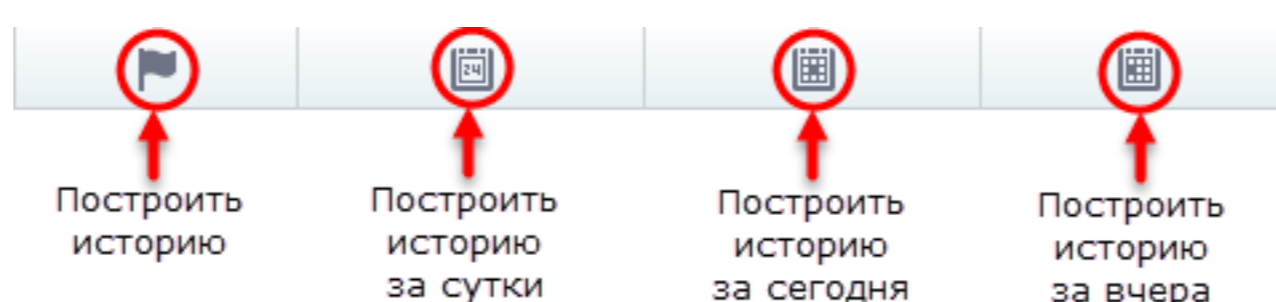 24
Построить
историю
Построить
историю
за сутки
Построить
историю
за сегодня
Построить
историю
за вчера